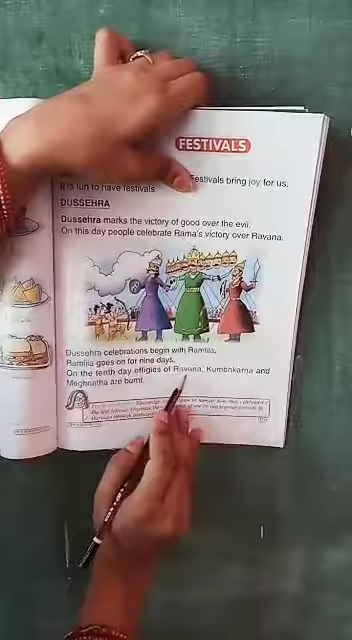 FESTIVALS
Festivals bring joy for us.
It is fun to have festivals.
DUSSEHRA
Dussehra marks the victory of good over the evil.
On this day people celebrate Rama's victory over Ravana.
Dussehra celebrations begin with Ramlila.
Ramlila goes on for nine days.
On the tenth day effigies of Ravana, Kumbhkarna and
Meghnatha are burnt.